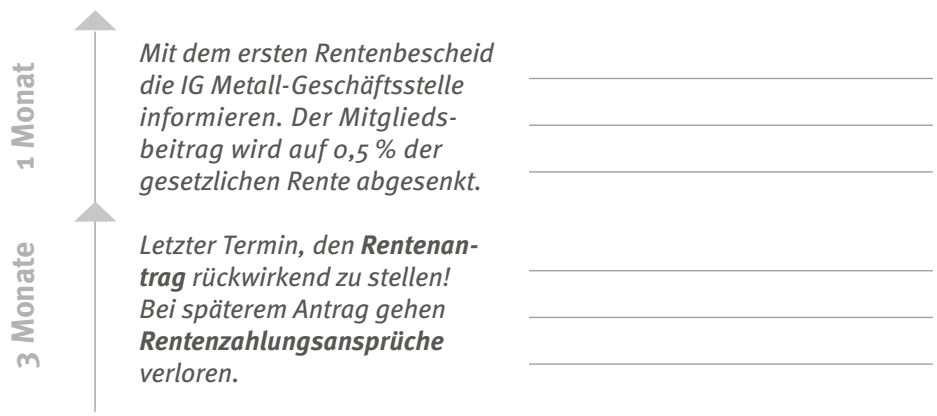 1 Monat
Mit dem ersten Rentenbescheid
die IG Metall-Geschäftsstelle
informieren. Der Mitglieds-
beitrag wird auf 0,5 % der
gesetzlichen Rente abgesenkt.
3 Monate
Letzter Termin, den Rentenan-
trag rückwirkend zu stellen!
Bei späterem Antrag gehen
Rentenzahlungsansprüche
verloren.